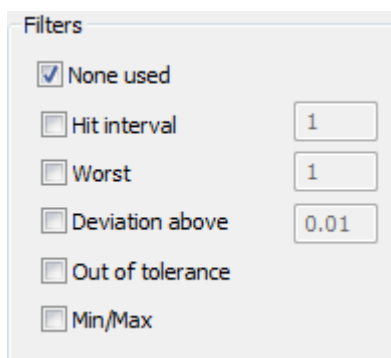 Filters
None used
Hit interval 1
Worst 1
Deviation above 0.01
Out of tolerance
Min/Max